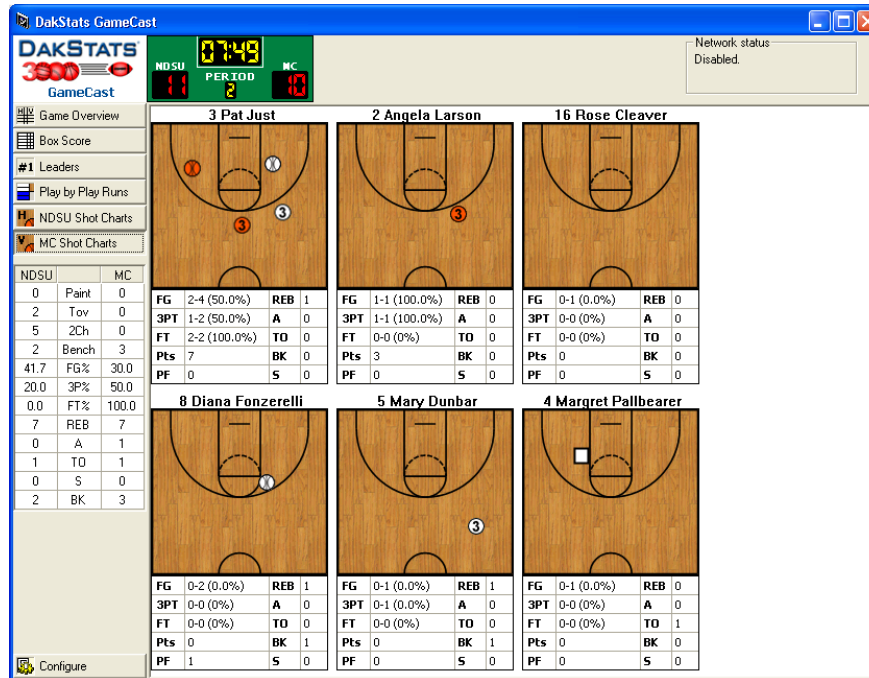 DakStats GameCast
DAKSTATS
3000
GameCast
NDSU 07:49 MC
11 PERIOD 10
2
Network status
Disabled.
Game Overview
Box Score
#1 Leaders
Play by Play Runs
H NDSU Shot Charts
V MC Shot Charts
NDSU MC
0 Paint 0
2 Tov 0
5 2Ch 0
2 Bench 3
41.7 FG% 30.0
20.0 3P% 50.0
0.0 FT% 100.0
7 REB 7
0 A 1
1 TO 1
0 S 0
2 BK 3
Configure
3 Pat Just
3
3
FG 2-4 (50.0%) REB 1
3PT 1-2 (50.0%) A 0
FT 2-2 (100.0%) TO 0
Pts 7 BK 0
PF 0 S 0
2 Angela Larson
3
FG 1-1 (100.0%) REB 0
3PT 1-1 (100.0%) A 0
FT 0-0 (0%) TO 0
Pts 3 BK 0
PF 0 S 0
16 Rose Cleaver
FG 0-1 (0.0%) REB 0
3PT 0-0 (0%) A 0
FT 0-0 (0%) TO 0
Pts 0 BK 0
PF 0 S 0
8 Diana Fonzerelli
FG 0-2 (0.0%) REB 1
3PT 0-0 (0%) A 0
FT 0-0 (0%) TO 0
Pts 0 BK 1
PF 1 S 0
5 Mary Dunbar
3
FG 0-1 (0.0%) REB 1
3PT 0-1 (0.0%) A 0
FT 0-0 (0%) TO 0
Pts 0 BK 1
PF 0 S 0
4 Margret Pallbearer
FG 0-1 (0.0%) REB 0
3PT 0-0 (0%) A 0
FT 0-0 (0%) TO 1
Pts 0 BK 0
PF 0 S 0